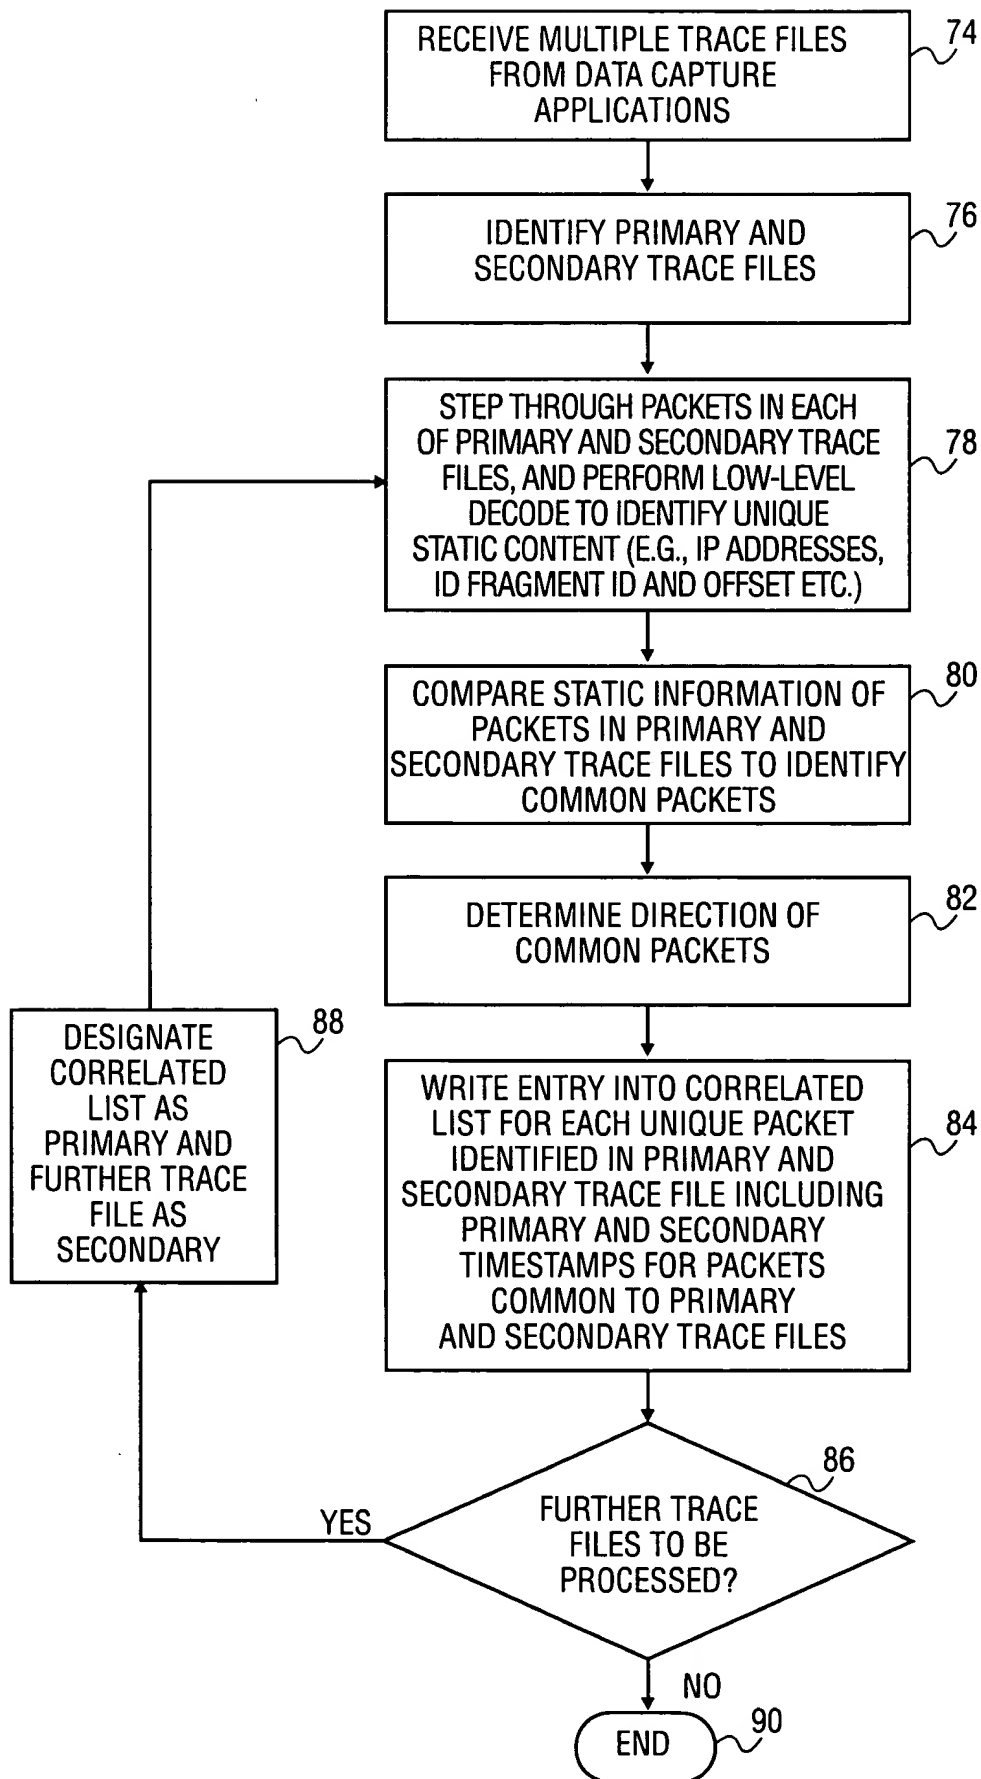 RECEIVE MULTIPLE TRACE FILES
FROM DATA CAPTURE
APPLICATIONS
74
IDENTIFY PRIMARY AND
SECONDARY TRACE FILES
76
STEP THROUGH PACKETS IN EACH
OF PRIMARY AND SECONDARY TRACE
FILES, AND PERFORM LOW-LEVEL
DECODE TO IDENTIFY UNIQUE
STATIC CONTENT (E.G., IP ADDRESSES,
ID FRAGMENT ID AND OFFSET ETC.)
78
COMPARE STATIC INFORMATION OF
PACKETS IN PRIMARY AND
SECONDARY TRACE FILES TO IDENTIFY
COMMON PACKETS
80
DETERMINE DIRECTION OF
COMMON PACKETS
82
WRITE ENTRY INTO CORRELATED
LIST FOR EACH UNIQUE PACKET
IDENTIFIED IN PRIMARY AND
SECONDARY TRACE FILE INCLUDING
PRIMARY AND SECONDARY
TIMESTAMPS FOR PACKETS
COMMON TO PRIMARY
AND SECONDARY TRACE FILES
84
DESIGNATE
CORRELATED
LIST AS
PRIMARY AND
FURTHER TRACE
FILE AS
SECONDARY
88
FURTHER TRACE
FILES TO BE
PROCESSED?
86
YES
NO
END
90